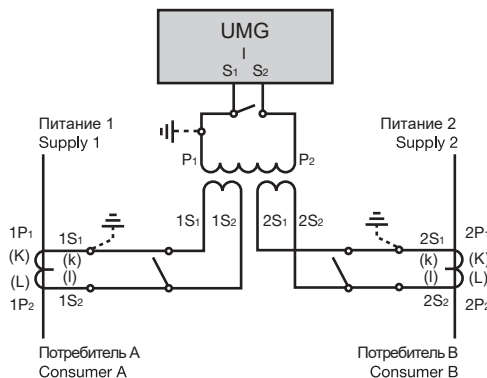 UMG
I
S1 S2
Питание 1
Supply 1
Питание 2
Supply 2
P1 P2
1P1
(K)
(L)
1P2
1S1
(k)
(l)
1S2
1S1 1S2 2S1 2S2
2S1
(k)
(l)
2S2
2P1
(K)
(L)
2P2
Потребитель А
Consumer A
Потребитель В
Consumer B